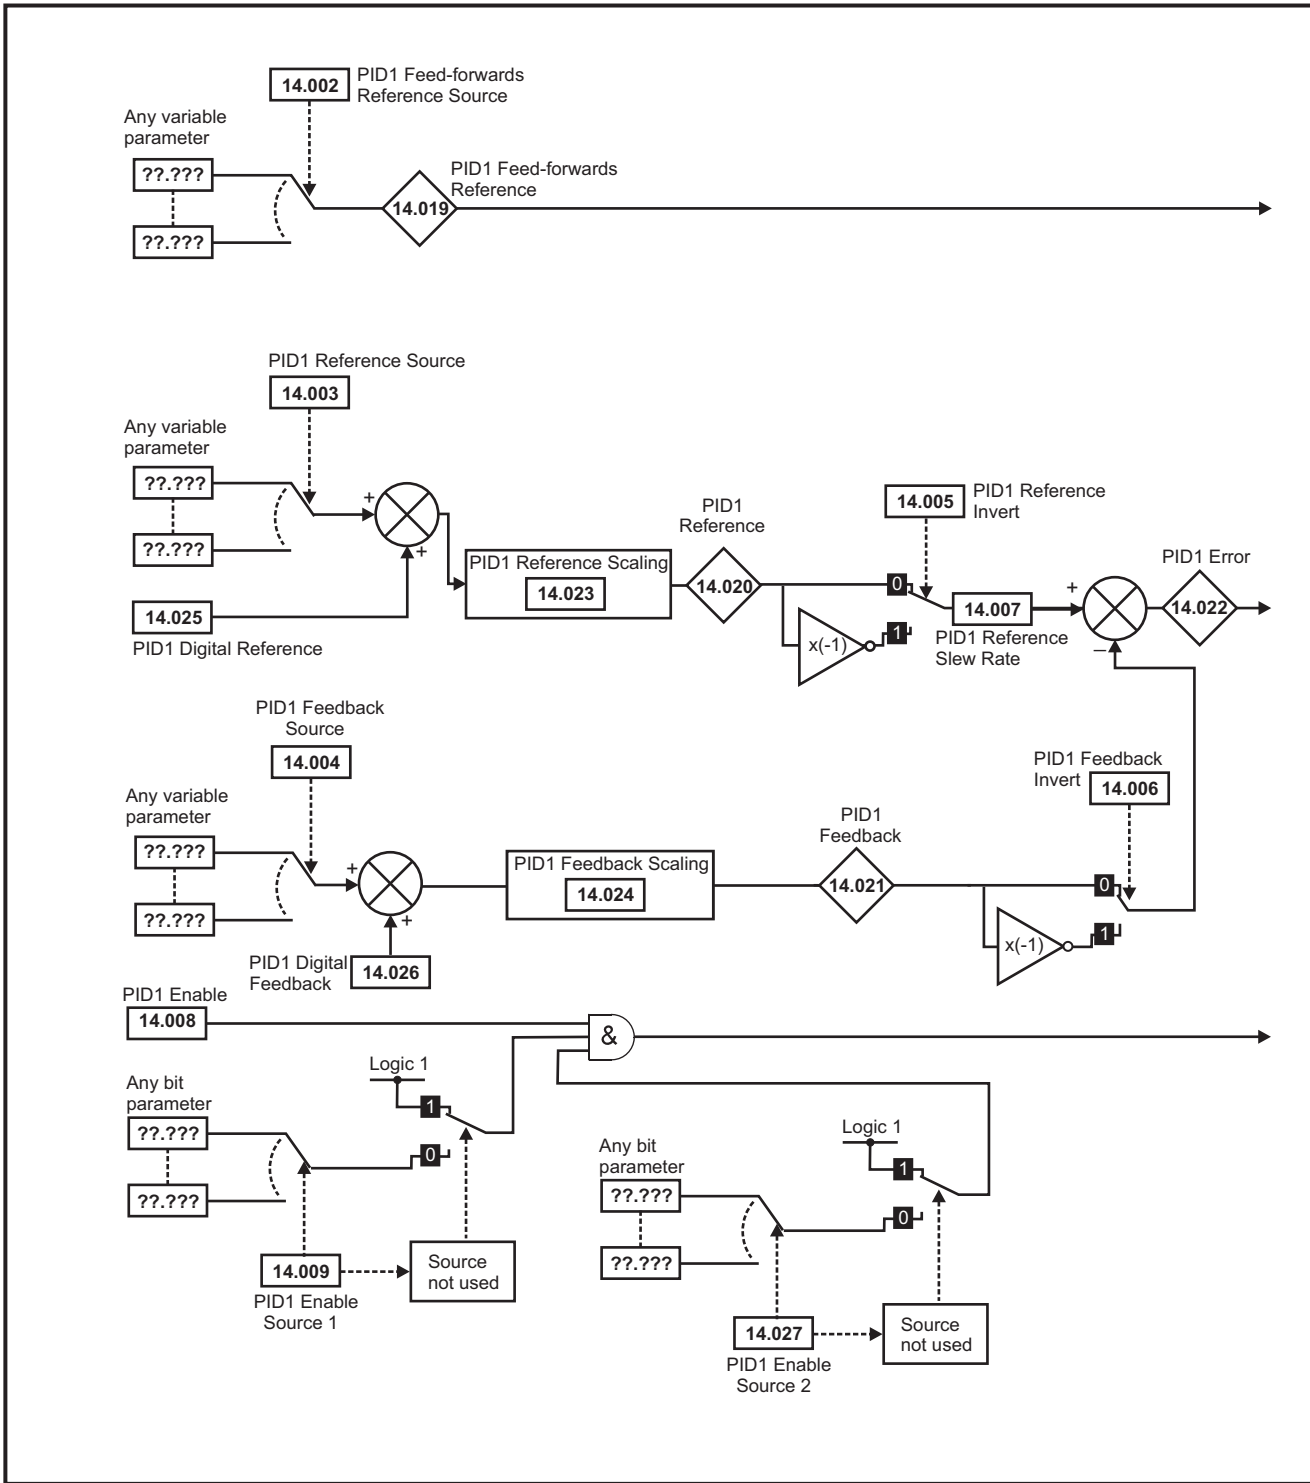 14.002
PID1 Feed-forwards
Reference Source
Any variable
parameter
??.???
??.???
14.019
PID1 Feed-forwards
Reference
PID1 Reference Source
14.003
Any variable
parameter
??.???
??.???
+
+
14.025
PID1 Digital Reference
PID1 Reference Scaling
14.023
PID1
Reference
14.020
14.005
PID1 Reference
Invert
0
1
x(-1)
14.007
PID1 Reference
Slew Rate
+
–
PID1 Error
14.022
PID1 Feedback
Source
14.004
Any variable
parameter
??.???
??.???
+
+
PID1 Digital
Feedback
14.026
PID1 Feedback Scaling
14.024
PID1
Feedback
14.021
PID1 Feedback
Invert
14.006
0
1
x(-1)
PID1 Enable
14.008
&
Any bit
parameter
??.???
??.???
Logic 1
1
0
14.009
PID1 Enable
Source 1
Source
not used
Any bit
parameter
??.???
??.???
Logic 1
1
0
14.027
PID1 Enable
Source 2
Source
not used